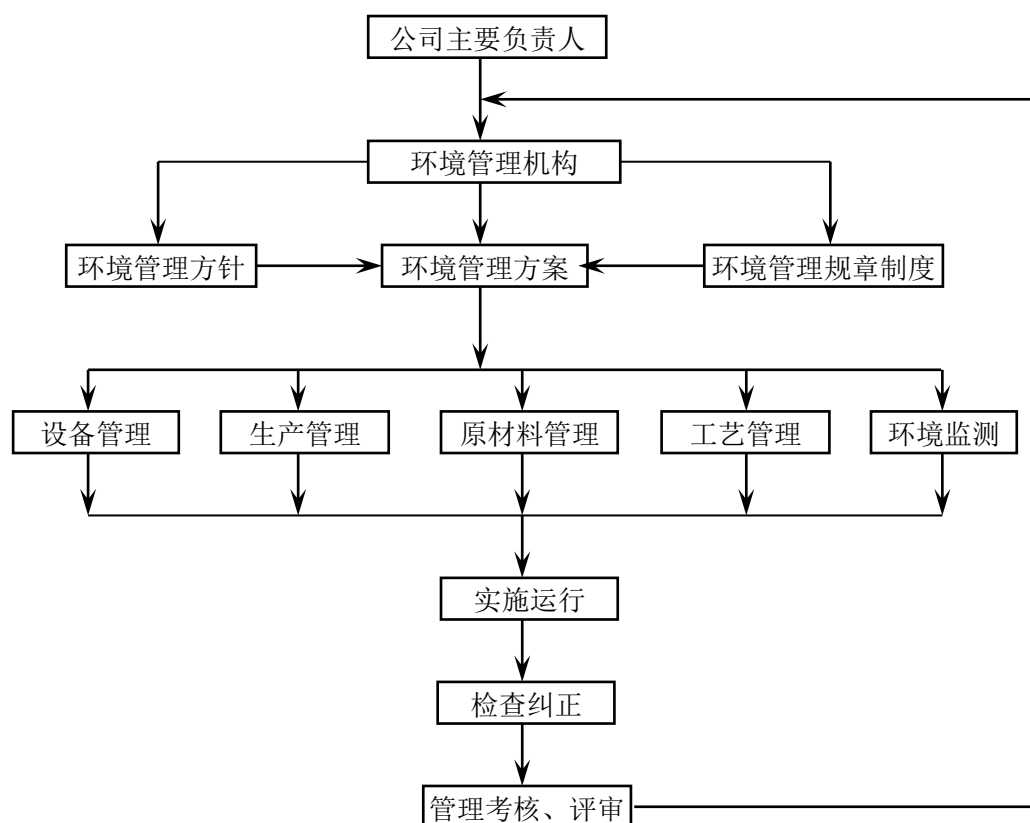 公司主要负责人
环境管理机构
环境管理方针
环境管理方案
环境管理规章制度
设备管理
生产管理
原材料管理
工艺管理
环境监测
实施运行
检查纠正
管理考核、评审